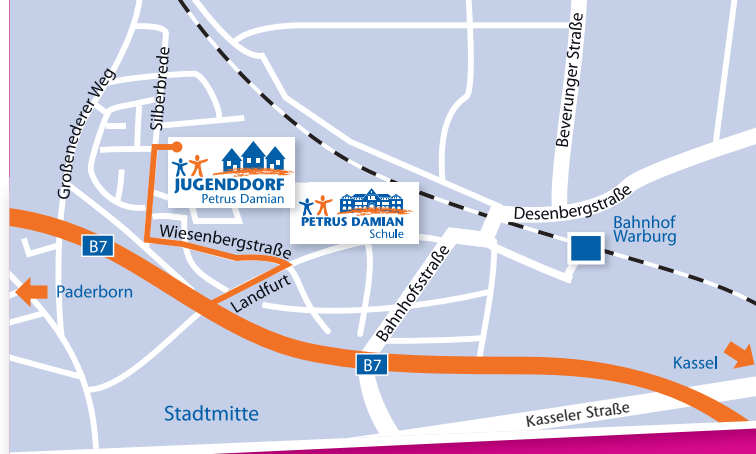 Großenederer Weg
Silberbrede
Beverunger Straße
JUGENDDORF
Petrus Damian
PETRUS DAMIAN
Schule
Desenbergstraße
Bahnhof
Warburg
B7
Wiesenbergstraße
Paderborn
Landfurt
Bahnhofsstraße
B7
Kassel
Stadtmitte
Kasseler Straße